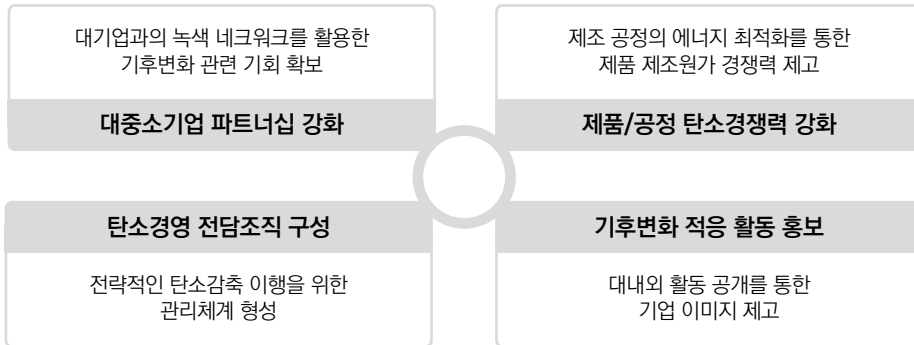 대기업과의 녹색 네크워크를 활용한
기후변화 관련 기회 확보
대중소기업 파트너십 강화
제조 공정의 에너지 최적화를 통한
제품 제조원가 경쟁력 제고
제품/공정 탄소경쟁력 강화
탄소경영 전담조직 구성
전략적인 탄소감축 이행을 위한
관리체계 형성
기후변화 적응 활동 홍보
대내외 활동 공개를 통한
기업 이미지 제고